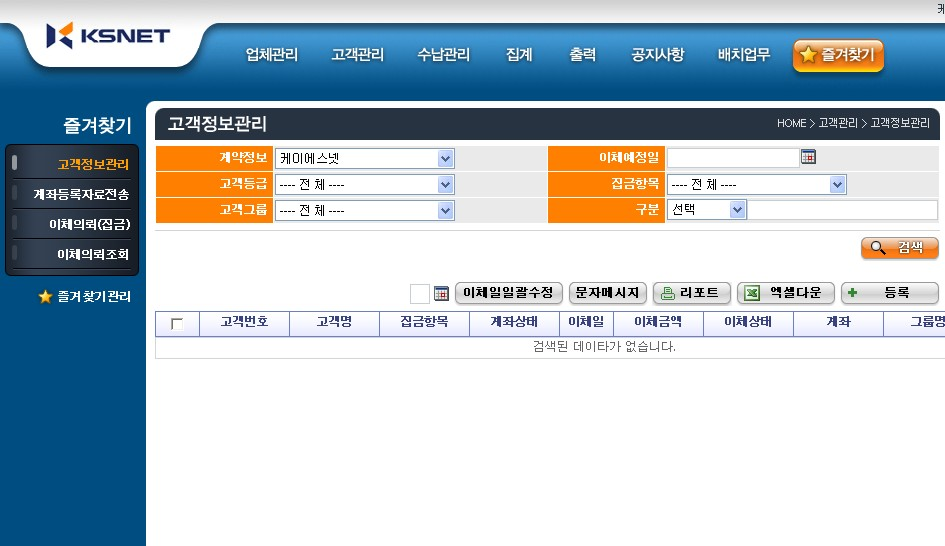 KSNET
업체관리 고객관리 수납관리 집계 출력 공지사항 배치업무 즐겨찾기
즐겨찾기
고객정보관리
계좌등록자료전송
이체의뢰(집금)
이체의뢰조회
즐겨찾기관리
고객정보관리 HOME > 고객관리 > 고객정보관리
계약정보 케이에스넷 이체예정일
고객등급 ---- 전 체 ---- 집금항목 ---- 전 체 ----
고객그룹 ---- 전 체 ---- 구분 선택
검색
이체일일괄수정 문자메시지 리포트 엑셀다운 등록
고객번호 고객명 집금항목 계좌상태 이체일 이체금액 이체상태 계좌 그룹명
검색된 데이타가 없습니다.